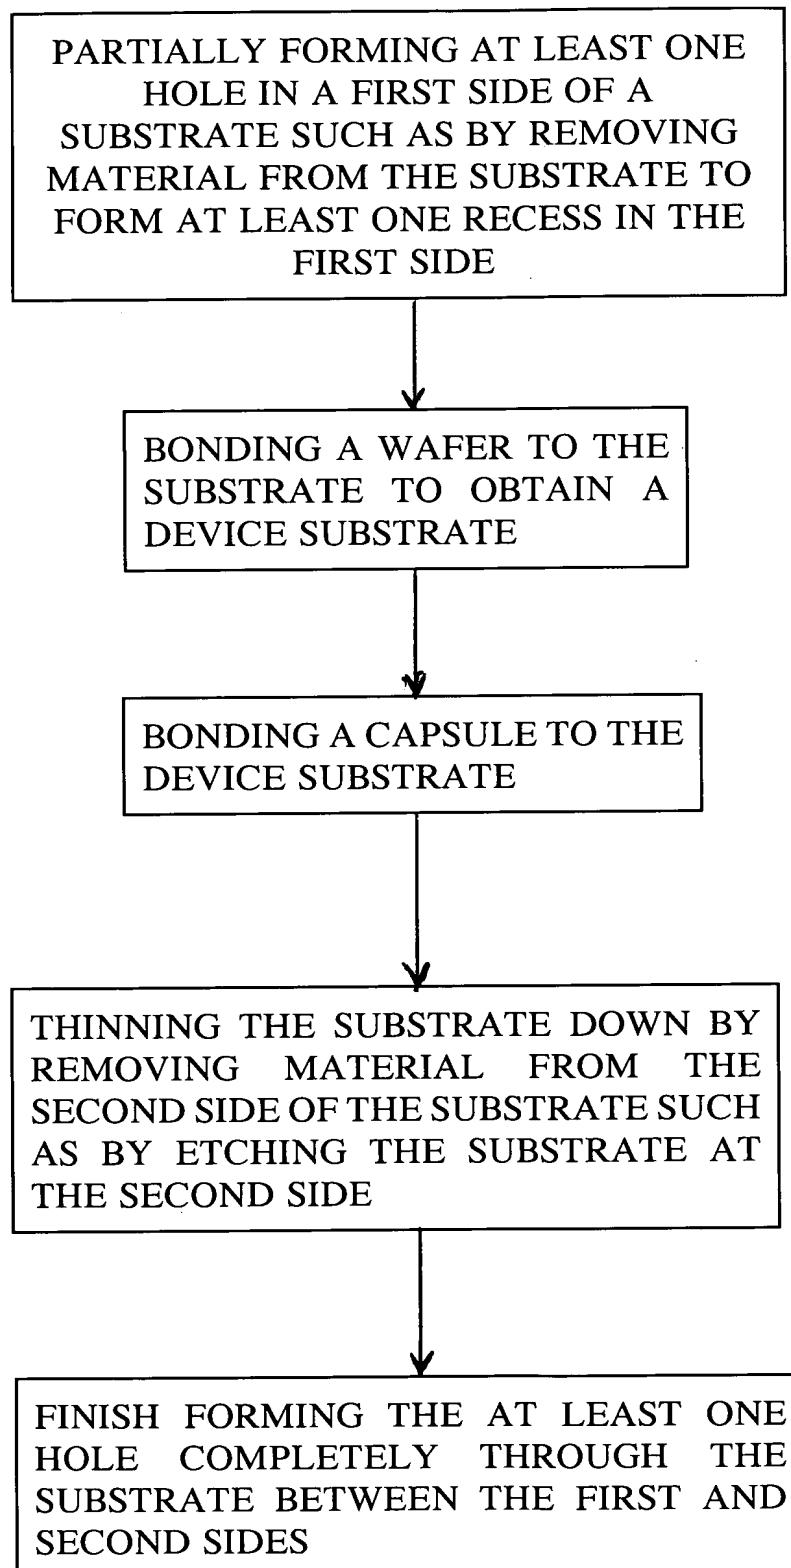 PARTIALLY FORMING AT LEAST ONE
HOLE IN A FIRST SIDE OF A
SUBSTRATE SUCH AS BY REMOVING
MATERIAL FROM THE SUBSTRATE TO
FORM AT LEAST ONE RECESS IN THE
FIRST SIDE
BONDING A WAFER TO THE
SUBSTRATE TO OBTAIN A
DEVICE SUBSTRATE
BONDING A CAPSULE TO THE
DEVICE SUBSTRATE
THINNING THE SUBSTRATE DOWN BY
REMOVING MATERIAL FROM THE
SECOND SIDE OF THE SUBSTRATE SUCH
AS BY ETCHING THE SUBSTRATE AT
THE SECOND SIDE
FINISH FORMING THE AT LEAST ONE
HOLE COMPLETELY THROUGH THE
SUBSTRATE BETWEEN THE FIRST AND
SECOND SIDES